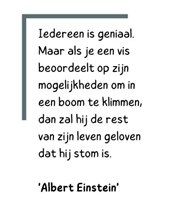 Iedereen is geniaal.
Maar als je een vis
beoordeelt op zijn
mogelijkheden om in
een boom te klimmen,
dan zal hij de rest
van zijn leven geloven
dat hij stom is.
'Albert Einstein'